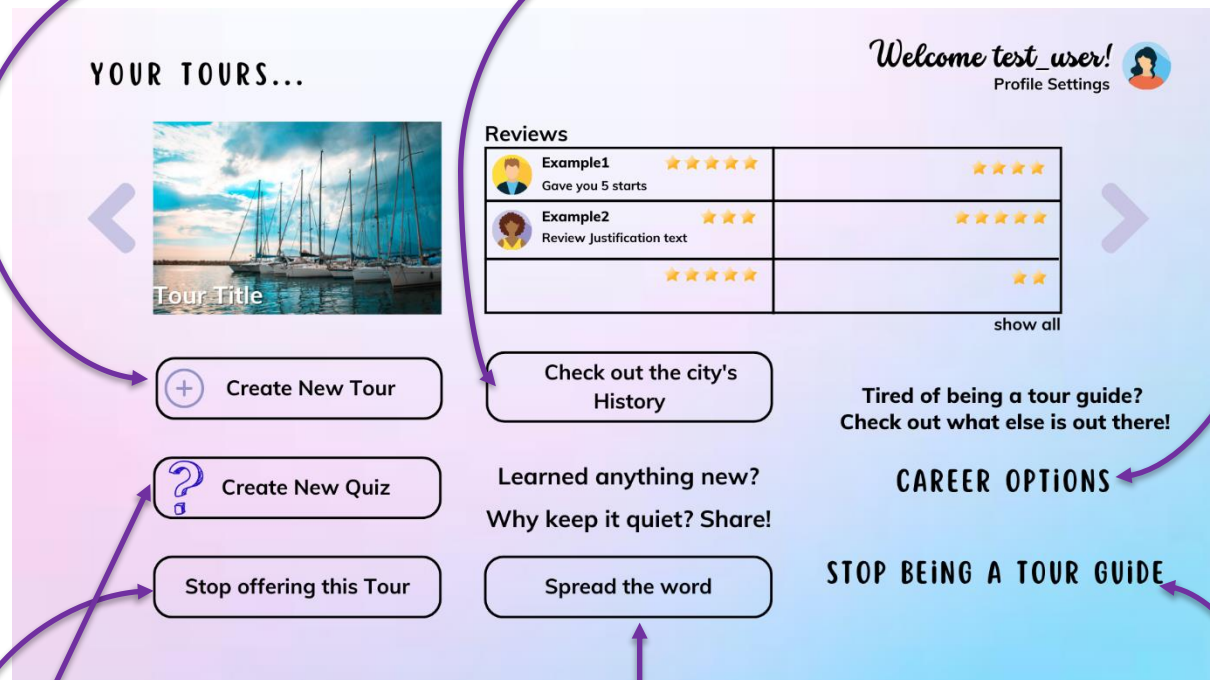 YOUR TOURS...
Welcome test_user!
Profile Settings
Tour Title
Reviews
Example1
Gave you 5 starts
Example2
Review Justification text
show all
Create New Tour
Check out the city's
History
Tired of being a tour guide?
Check out what else is out there!
Create New Quiz
Learned anything new?
Why keep it quiet? Share!
CAREER OPTIONS
Stop offering this Tour
Spread the word
STOP BEING A TOUR GUIDE